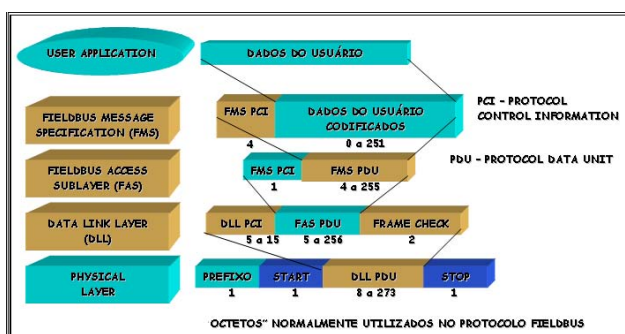 USER APPLICATION
DADOS DO USUÁRIO
FIELDBUS MESSAGE
SPECIFICATION (FMS)
FMS PCI
DADOS DO USUÁRIO
CODIFICADOS
4
0 a 251
PCI - PROTOCOL
CONTROL INFORMATION
PDU - PROTOCOL DATA UNIT
FIELDBUS ACCESS
SUBLAYER (FAS)
FMS PCI
FMS PDU
1
4 a 255
DATA LINK LAYER
(DLL)
DLL PCI
FAS PDU
FRAME CHECK
5 a 15
5 a 256
2
PHYSICAL
LAYER
PREFIXO
START
DLL PDU
STOP
1
1
8 a 273
1
OCTETOS" NORMALMENTE UTILIZADOS NO PROTOCOLO FIELDBUS